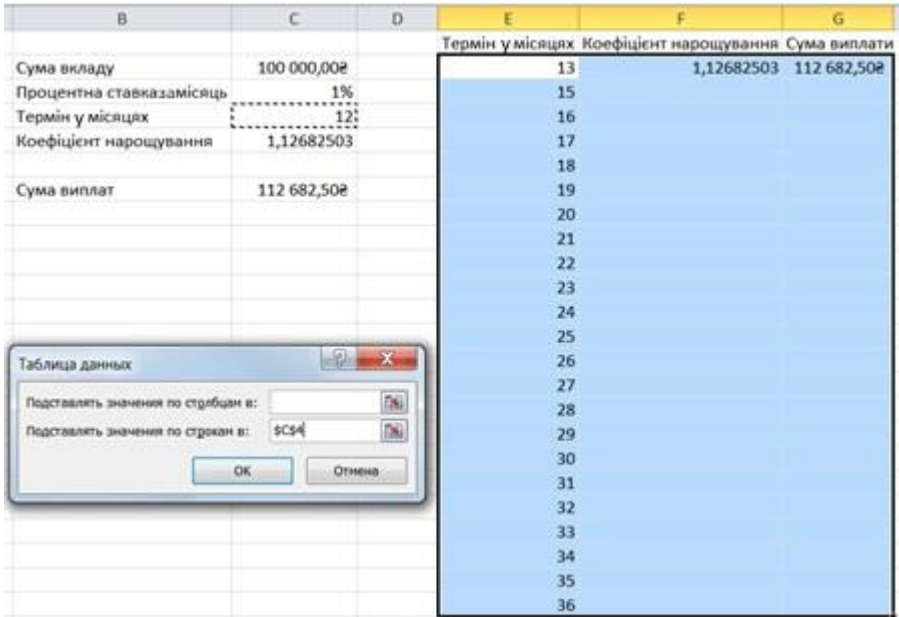 B C D E F G
Термін у місяцях Коефіцієнт нарощування Сума виплати
Сума вкладу 100 000,00₴ 13 1,12682503 112 682,50₴
Процентна ставказамісяць 1% 15
Термін у місяцях 12 16
Коефіцієнт нарощування 1,12682503 17
18
Сума виплат 112 682,50₴ 19
20
21
22
23
24
25
Таблица данных 26
27
Подставлять значения по столбцам в: 28
Подставлять значения по строкам в: $C$4 29
OK Отмена 30
31
32
33
34
35
36